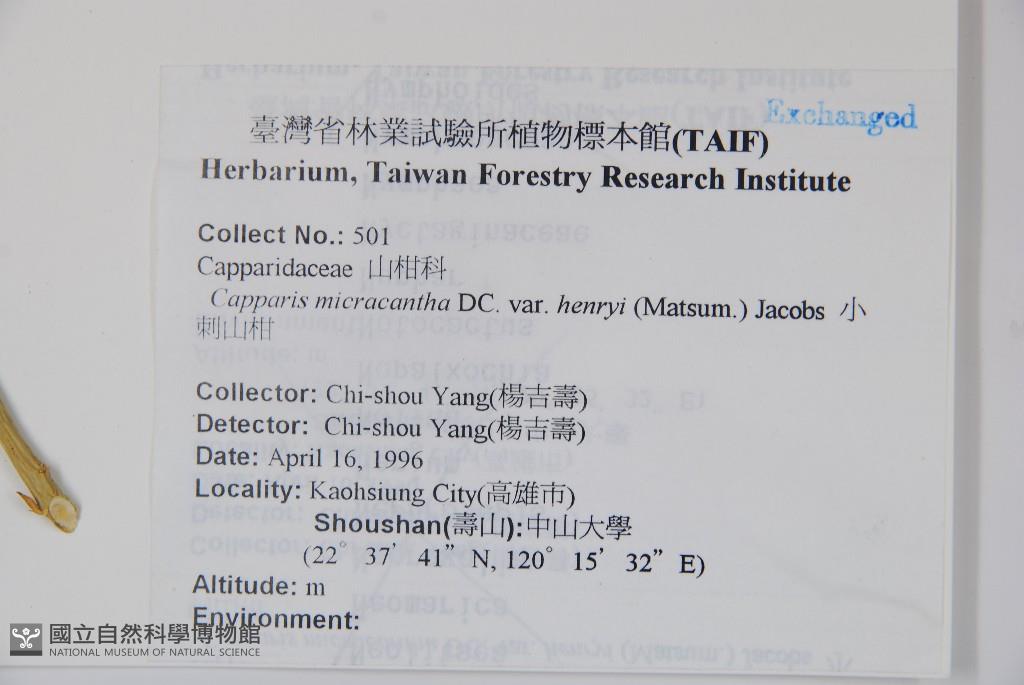 Exchanged
臺灣省林業試驗所植物標本館(TAIF)
Herbarium, Taiwan Forestry Research Institute
Collect No.: 501
Capparidaceae 山柑科
Capparis micracantha DC. var. henryi (Matsum.) Jacobs 小
刺山柑
Collector: Chi-shou Yang(楊吉壽)
Detector: Chi-shou Yang(楊吉壽)
Date: April 16, 1996
Locality: Kaohsiung City(高雄市)
Shoushan(壽山):中山大學
(22° 37’ 41” N, 120° 15’ 32” E)
Altitude: m
Environment:
國立自然科學博物館
NATIONAL MUSEUM OF NATURAL SCIENCE